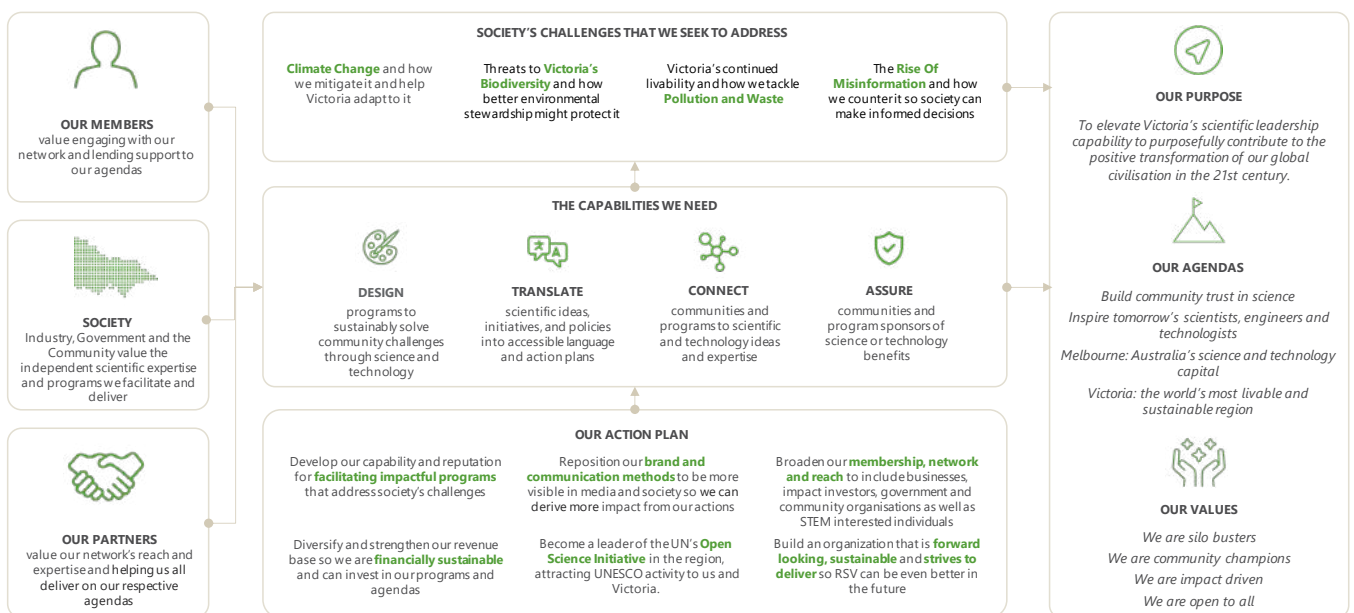 OUR MEMBERS
value engaging with our
network and lending support to
our agendas
SOCIETY
Industry, Government and the
Community value the
independent scientific expertise
and programs we facilitate and
deliver
OUR PARTNERS
value our network's reach and
expertise and helping us all
deliver on our respective
agendas
SOCIETY'S CHALLENGES THAT WE SEEK TO ADDRESS
Climate Change and how
we mitigate it and help
Victoria adapt to it
Threats to Victoria's
Biodiversity and how
better environmental
stewardship might protect it
Victoria's continued
livability and how we tackle
Pollution and Waste
The Rise Of
Misinformation and how
we counter it so society can
make informed decisions
THE CAPABILITIES WE NEED
DESIGN
programs to
sustainably solve
community challenges
through science and
technology
TRANSLATE
scientific ideas,
initiatives, and policies
into accessible language
and action plans
CONNECT
communities and
programs to scientific
and technology ideas
and expertise
ASSURE
communities and
program sponsors of
science or technology
benefits
OUR ACTION PLAN
Develop our capability and reputation
for facilitating impactful programs
that address society's challenges
Reposition our brand and
communication methods to be more
visible in media and society so we can
derive more impact from our actions
Broaden our membership, network
and reach to include businesses,
impact investors, government and
community organisations as well as
STEM interested individuals
Diversify and strengthen our revenue
base so we are financially sustainable
and can invest in our programs and
agendas
Become a leader of the UN's Open
Science Initiative in the region,
attracting UNESCO activity to us and
Victoria.
Build an organization that is forward
looking, sustainable and strives to
deliver so RSV can be even better in
the future
OUR PURPOSE
To elevate Victoria's scientific leadership
capability to purposefully contribute to the
positive transformation of our global
civilisation in the 21st century.
OUR AGENDAS
Build community trust in science
Inspire tomorrow's scientists, engineers and
technologists
Melbourne: Australia's science and technology
capital
Victoria: the world's most livable and
sustainable region
OUR VALUES
We are silo busters
We are community champions
We are impact driven
We are open to all